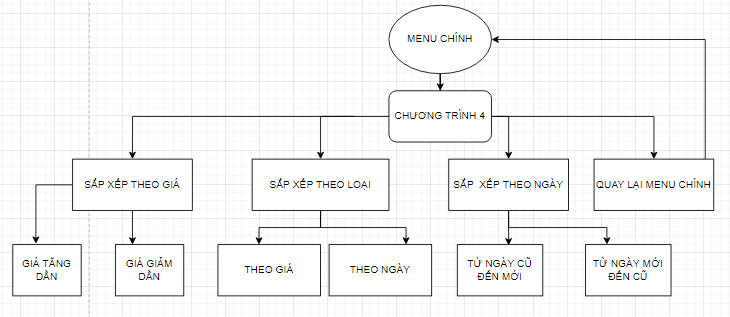 MENU CHÍNH
CHƯƠNG TRÌNH 4
SẮP XẾP THEO GIÁ
SẮP XẾP THEO LOẠI
SẮP XẾP THEO NGÀY
QUAY LẠI MENU CHÍNH
GIÁ TĂNG
DẦN
GIÁ GIẢM
DẦN
THEO GIÁ
THEO NGÀY
TỪ NGÀY CŨ
ĐẾN MỚI
TỪ NGÀY MỚI
ĐẾN CŨ